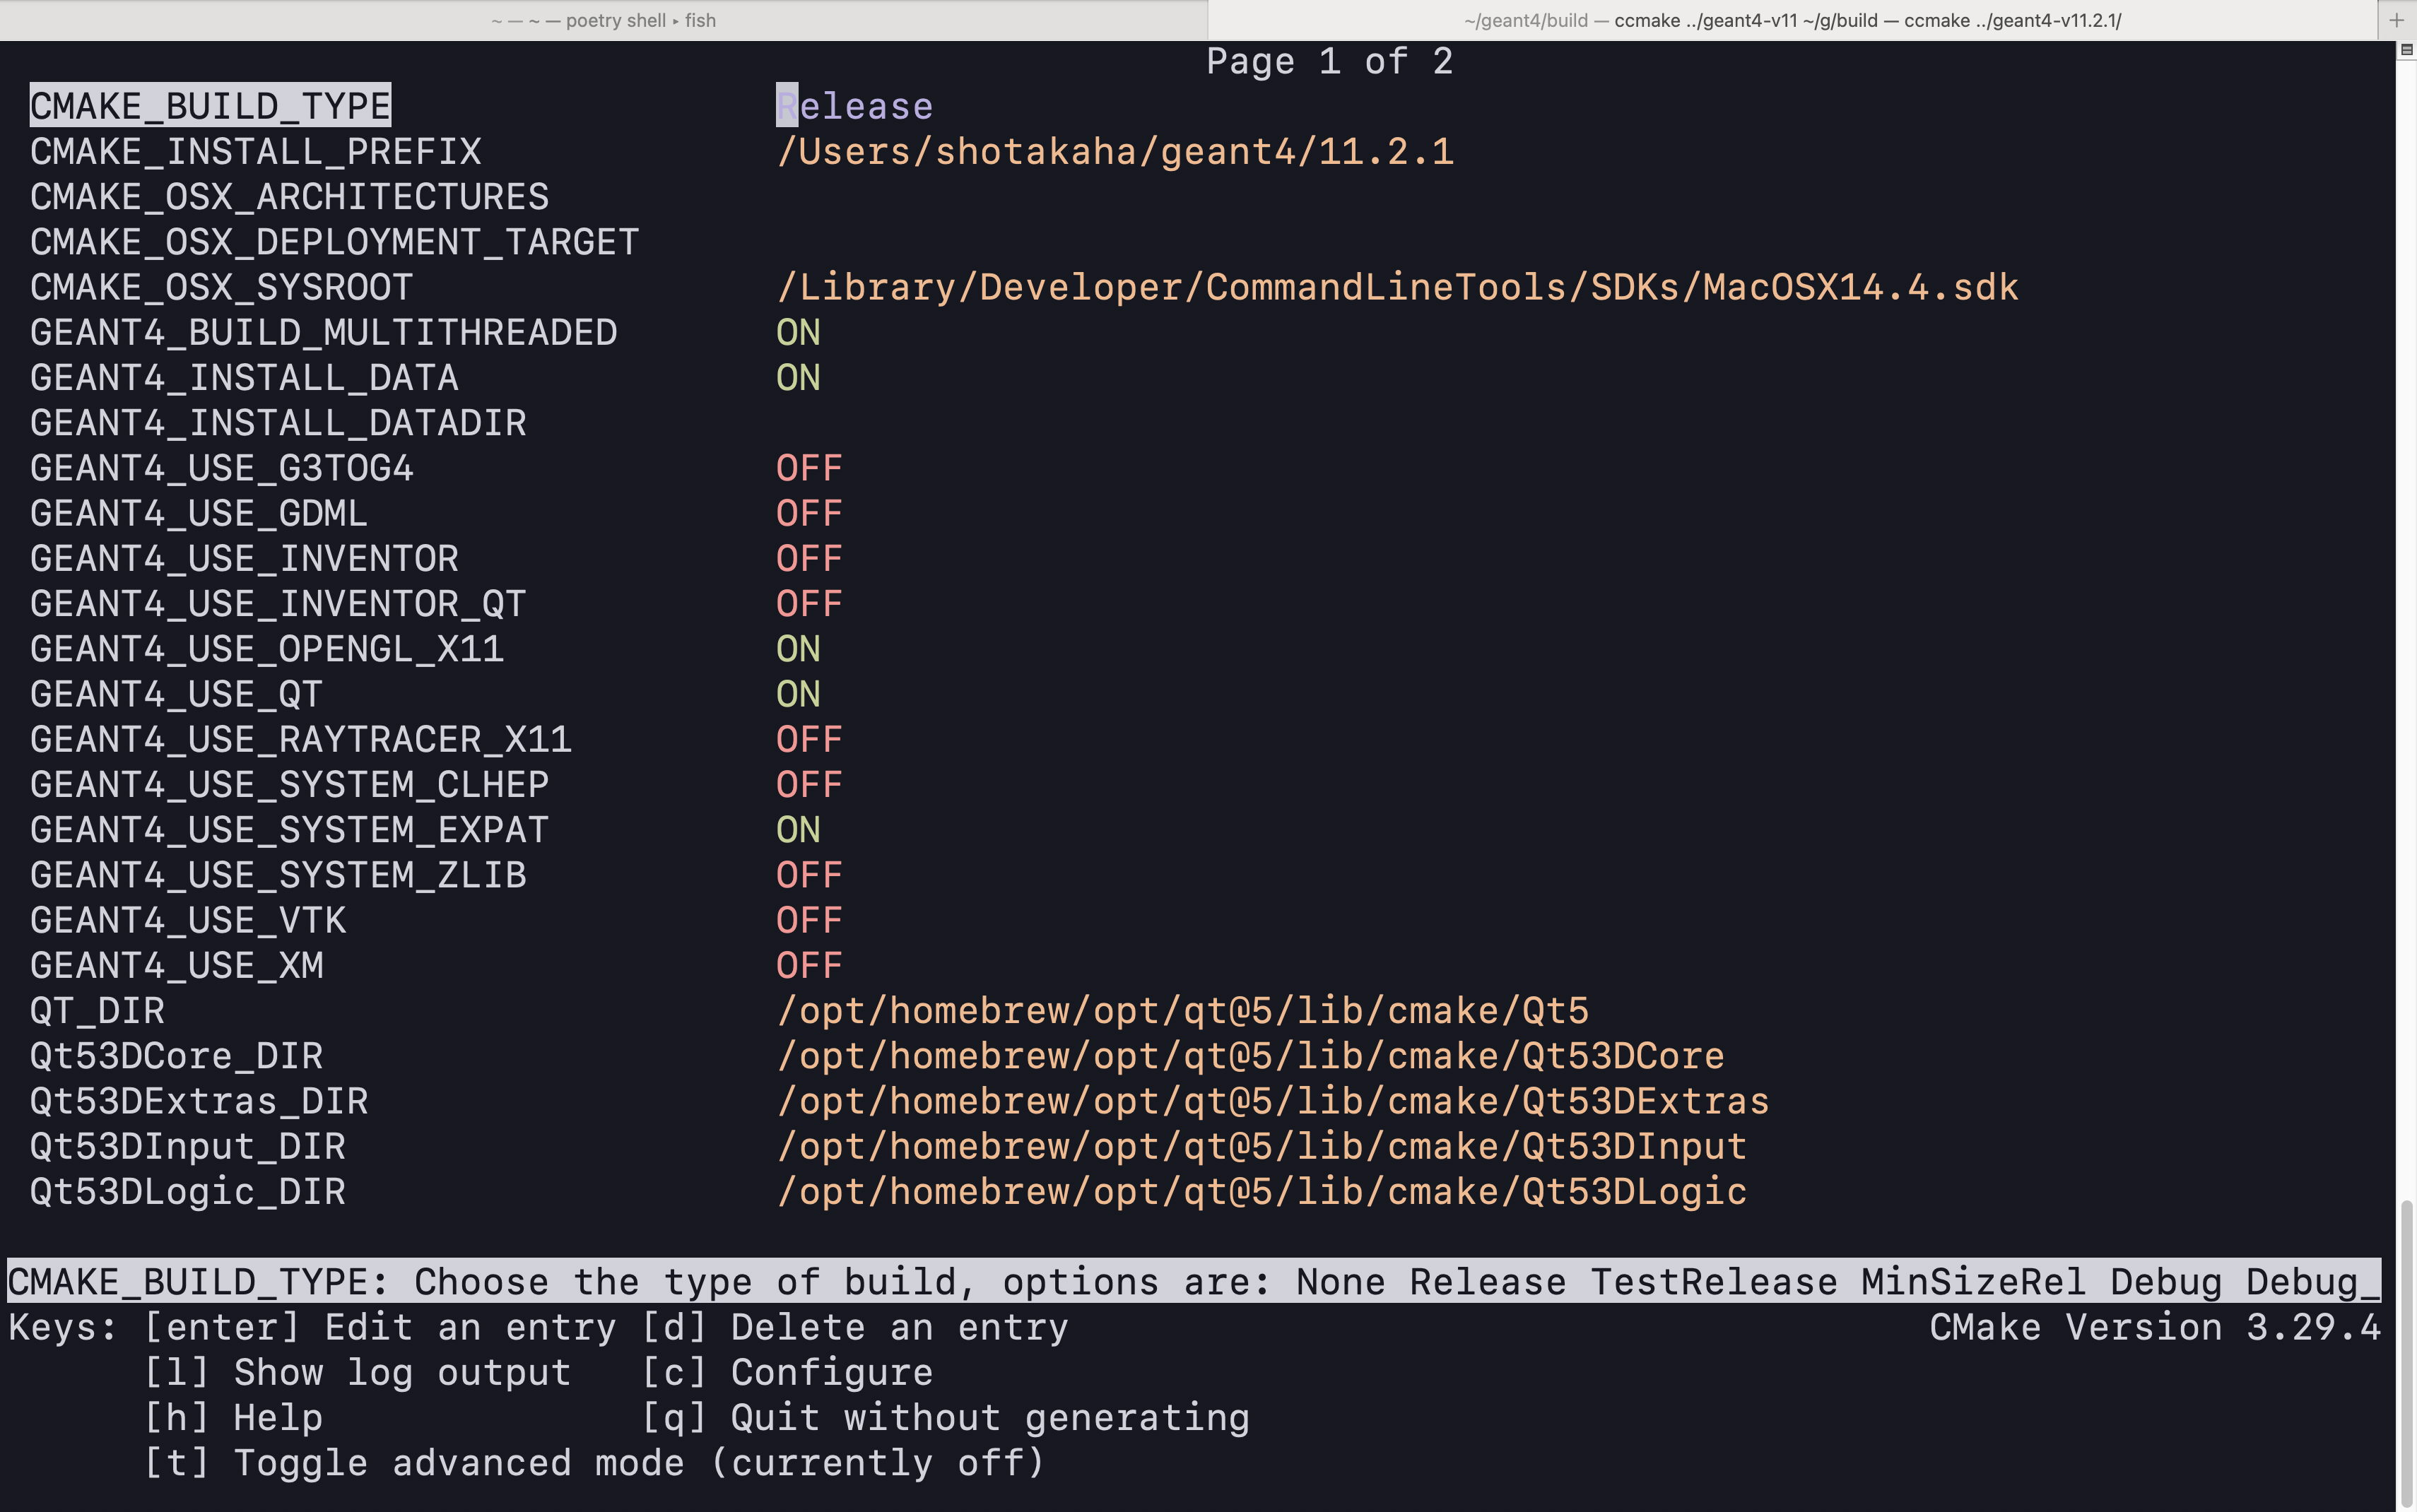 ~ — ~ — poetry shell ▸ fish
~/geant4/build — ccmake ../geant4-v11 ~/g/build — ccmake ../geant4-v11.2.1/
+
Page 1 of 2
CMAKE_BUILD_TYPE Release
CMAKE_INSTALL_PREFIX /Users/shotakaha/geant4/11.2.1
CMAKE_OSX_ARCHITECTURES
CMAKE_OSX_DEPLOYMENT_TARGET
CMAKE_OSX_SYSROOT /Library/Developer/CommandLineTools/SDKs/MacOSX14.4.sdk
GEANT4_BUILD_MULTITHREADED ON
GEANT4_INSTALL_DATA ON
GEANT4_INSTALL_DATADIR
GEANT4_USE_G3TOG4 OFF
GEANT4_USE_GDML OFF
GEANT4_USE_INVENTOR OFF
GEANT4_USE_INVENTOR_QT OFF
GEANT4_USE_OPENGL_X11 ON
GEANT4_USE_QT ON
GEANT4_USE_RAYTRACER_X11 OFF
GEANT4_USE_SYSTEM_CLHEP OFF
GEANT4_USE_SYSTEM_EXPAT ON
GEANT4_USE_SYSTEM_ZLIB OFF
GEANT4_USE_VTK OFF
GEANT4_USE_XM OFF
QT_DIR /opt/homebrew/opt/qt@5/lib/cmake/Qt5
Qt53DCore_DIR /opt/homebrew/opt/qt@5/lib/cmake/Qt53DCore
Qt53DExtras_DIR /opt/homebrew/opt/qt@5/lib/cmake/Qt53DExtras
Qt53DInput_DIR /opt/homebrew/opt/qt@5/lib/cmake/Qt53DInput
Qt53DLogic_DIR /opt/homebrew/opt/qt@5/lib/cmake/Qt53DLogic
CMAKE_BUILD_TYPE: Choose the type of build, options are: None Release TestRelease MinSizeRel Debug Debug_
Keys: [enter] Edit an entry [d] Delete an entry CMake Version 3.29.4
[l] Show log output [c] Configure
[h] Help [q] Quit without generating
[t] Toggle advanced mode (currently off)